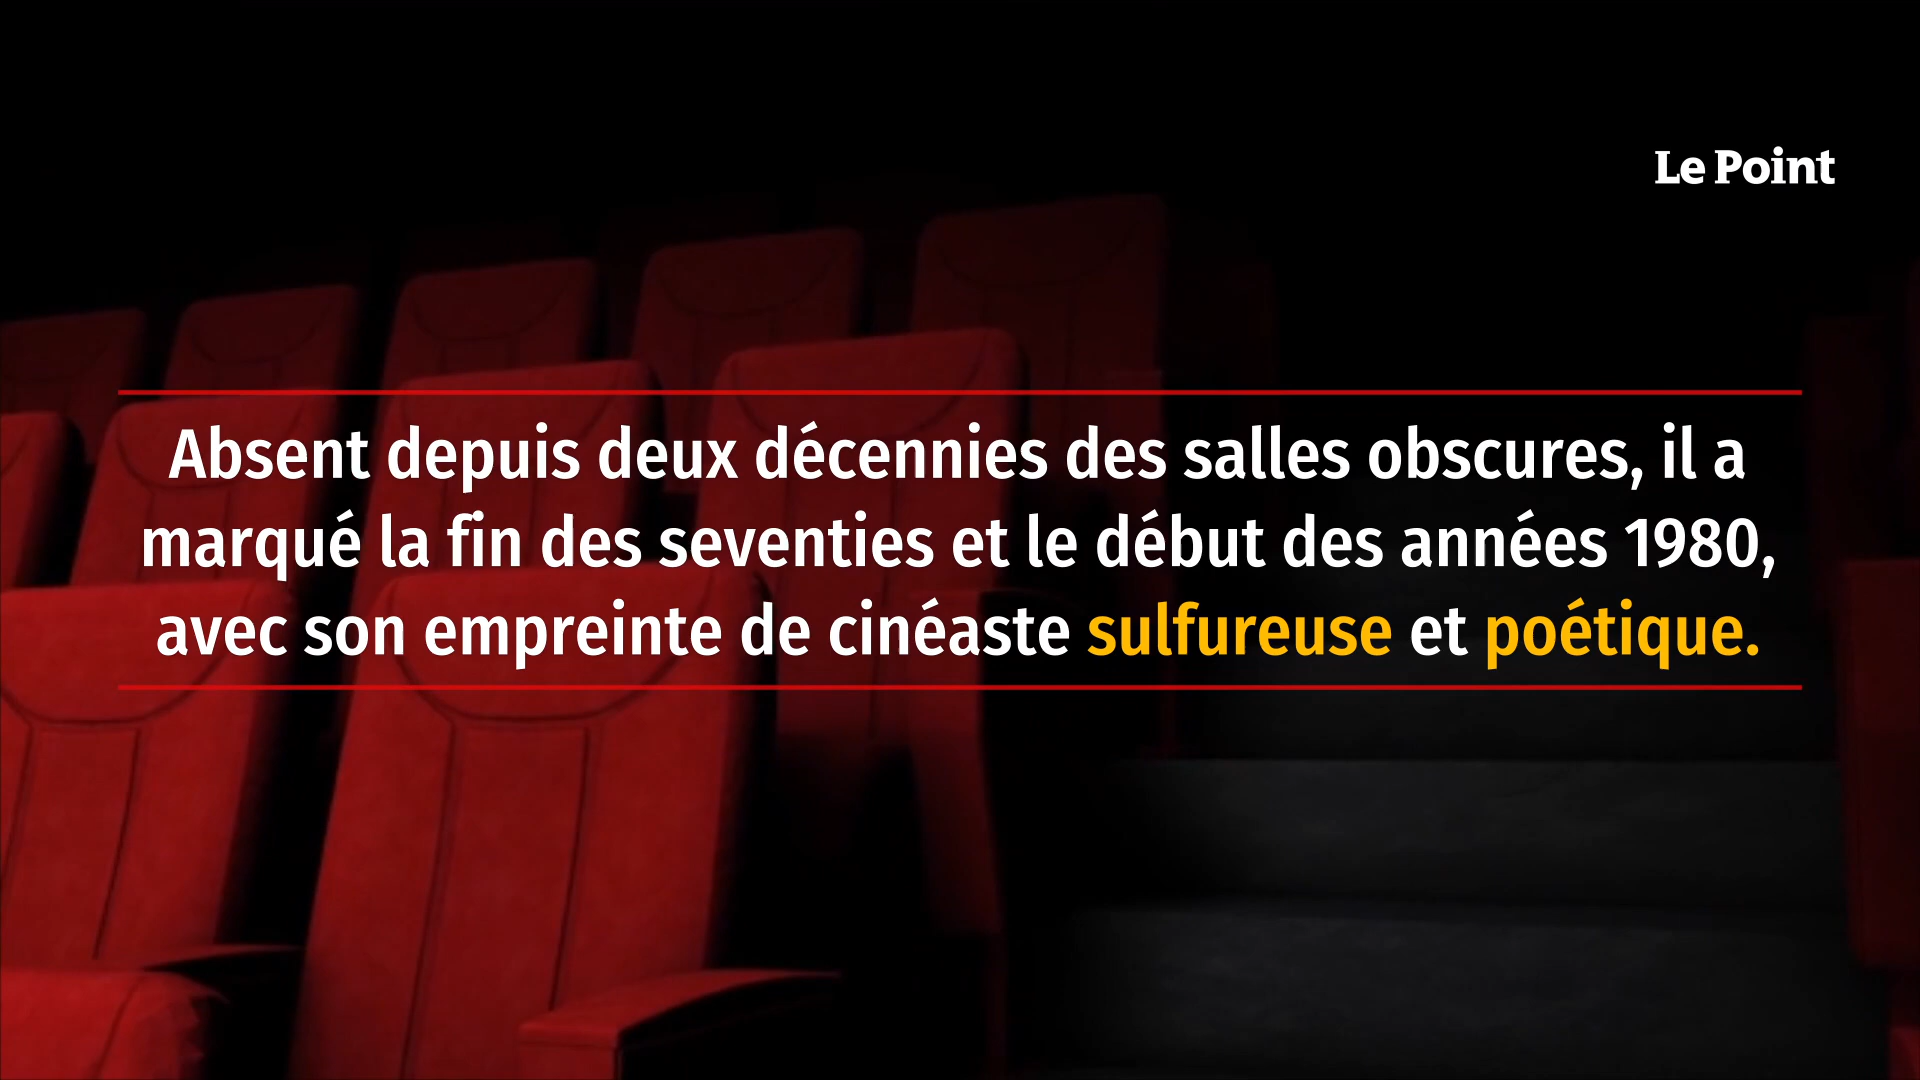 Le Point
Absent depuis deux décennies des salles obscures, il a
marqué la fin des seventies et le début des années 1980,
avec son empreinte de cinéaste sulfureuse et poétique.